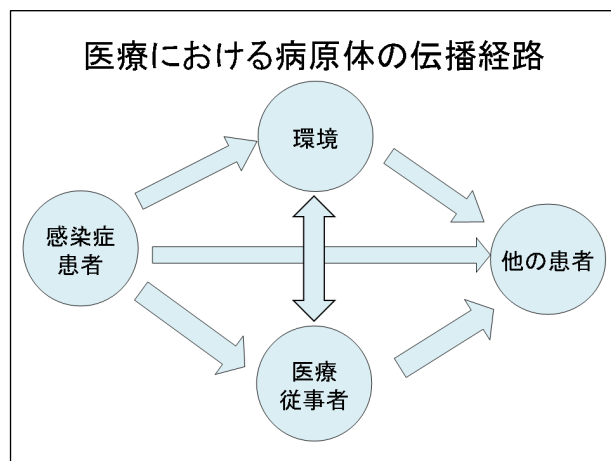 医療における病原体の伝播経路
環境
感染症
患者
他の患者
医療
従事者